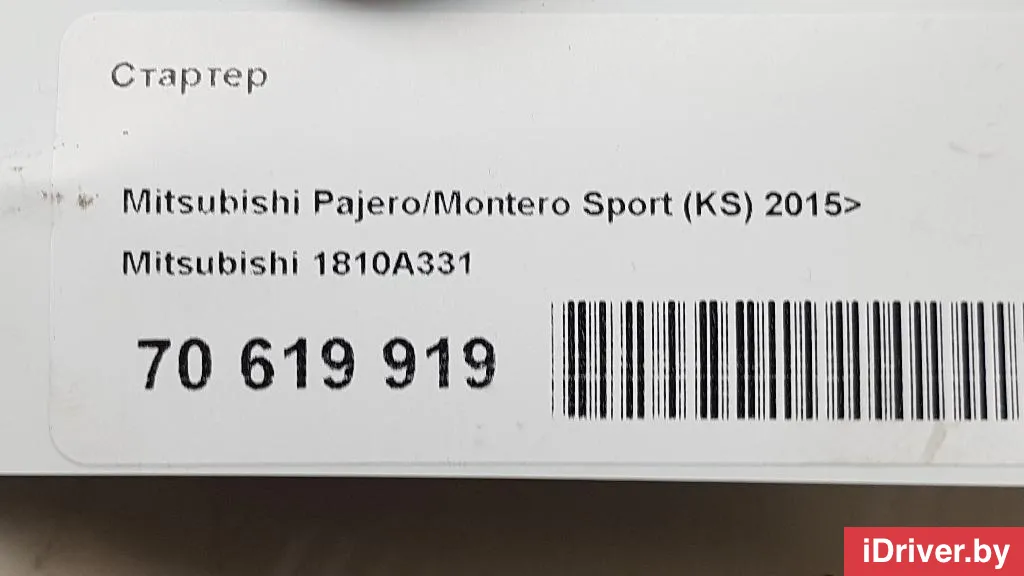 Стартер
-
Mitsubishi Pajero/Montero Sport (KS) 2015>
Mitsubishi 1810A331
70 619 919
iDriver.by